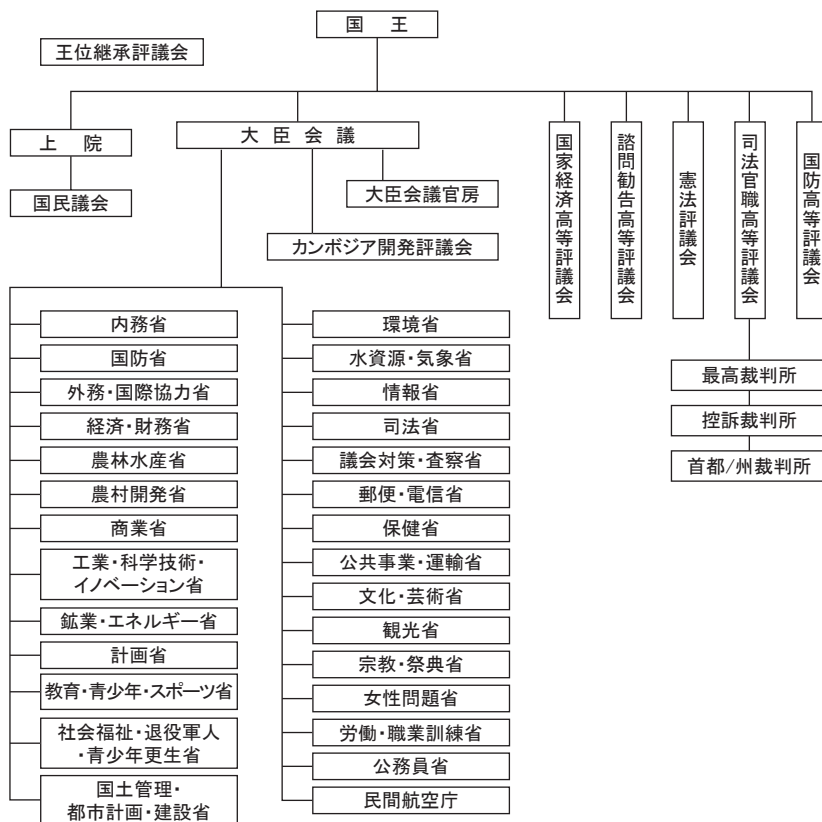 国　王
王位継承評議会
上　院
国民議会
大　臣　会　議
大臣会議官房
カンボジア開発評議会
国家経済高等評議会
諮問勧告高等評議会
憲法評議会
司法官職高等評議会
国防高等評議会
最高裁判所
控訴裁判所
首都/州裁判所
内務省
国防省
外務・国際協力省
経済・財務省
農林水産省
農村開発省
商業省
工業・科学技術・
イノベーション省
鉱業・エネルギー省
計画省
教育・青少年・スポーツ省
社会福祉・退役軍人
・青少年更生省
国土管理・
都市計画・建設省
環境省
水資源・気象省
情報省
司法省
議会対策・査察省
郵便・電信省
保健省
公共事業・運輸省
文化・芸術省
観光省
宗教・祭典省
女性問題省
労働・職業訓練省
公務員省
民間航空庁